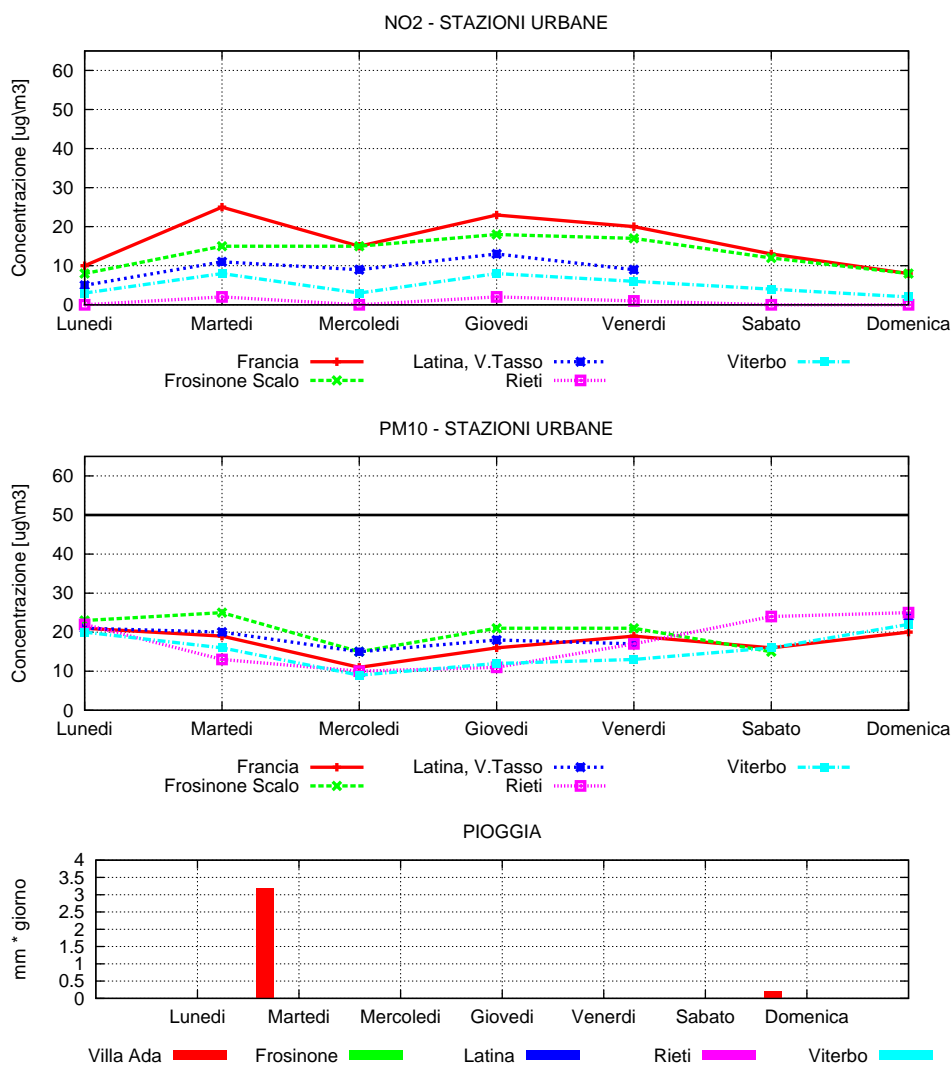 NO2 - STAZIONI URBANE
Concentrazione [ug\m3]
60
50
40
30
20
10
0
Lunedi Martedi Mercoledi Giovedi Venerdi Sabato Domenica
Francia Latina, V.Tasso Viterbo
Frosinone Scalo Rieti
PM10 - STAZIONI URBANE
Concentrazione [ug\m3]
60
50
40
30
20
10
0
Lunedi Martedi Mercoledi Giovedi Venerdi Sabato Domenica
Francia Latina, V.Tasso Viterbo
Frosinone Scalo Rieti
PIOGGIA
mm * giorno
4
3.5
3
2.5
2
1.5
1
0.5
0
Lunedi Martedi Mercoledi Giovedi Venerdi Sabato Domenica
Villa Ada Frosinone Latina Rieti Viterbo